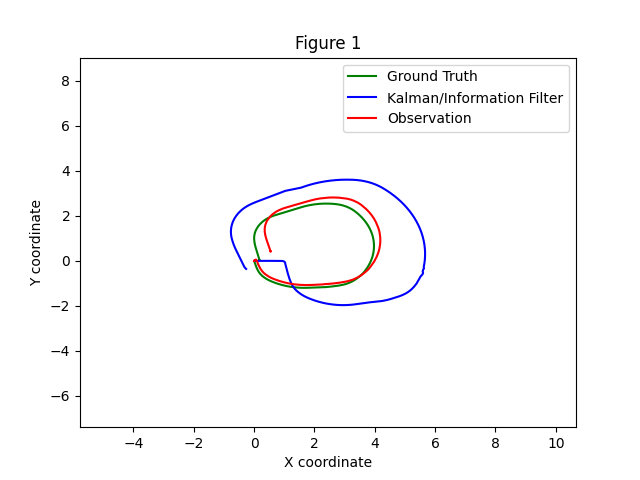 Figure 1
Ground Truth
Kalman/Information Filter
Observation
8
6
4
2
0
−2
−4
−6
Y coordinate
−4 −2 0 2 4 6 8 10
X coordinate